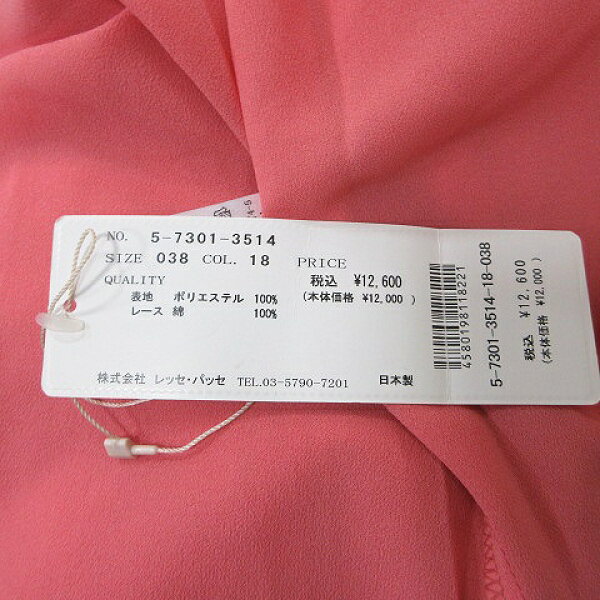 NO. 5-7301-3514
SIZE 038 COL. 18 PRICE
QUALITY 税込 ¥12,600
表地 ポリエステル 100% (本体価格 ¥12,000 )
レース 綿 100%
株式会社 レッセ・パッセ TEL.03-5790-7201 日本製
4580198118221
5-7301-3514-18-038
税込 ¥12,600
(本体価格 ¥12,000 )